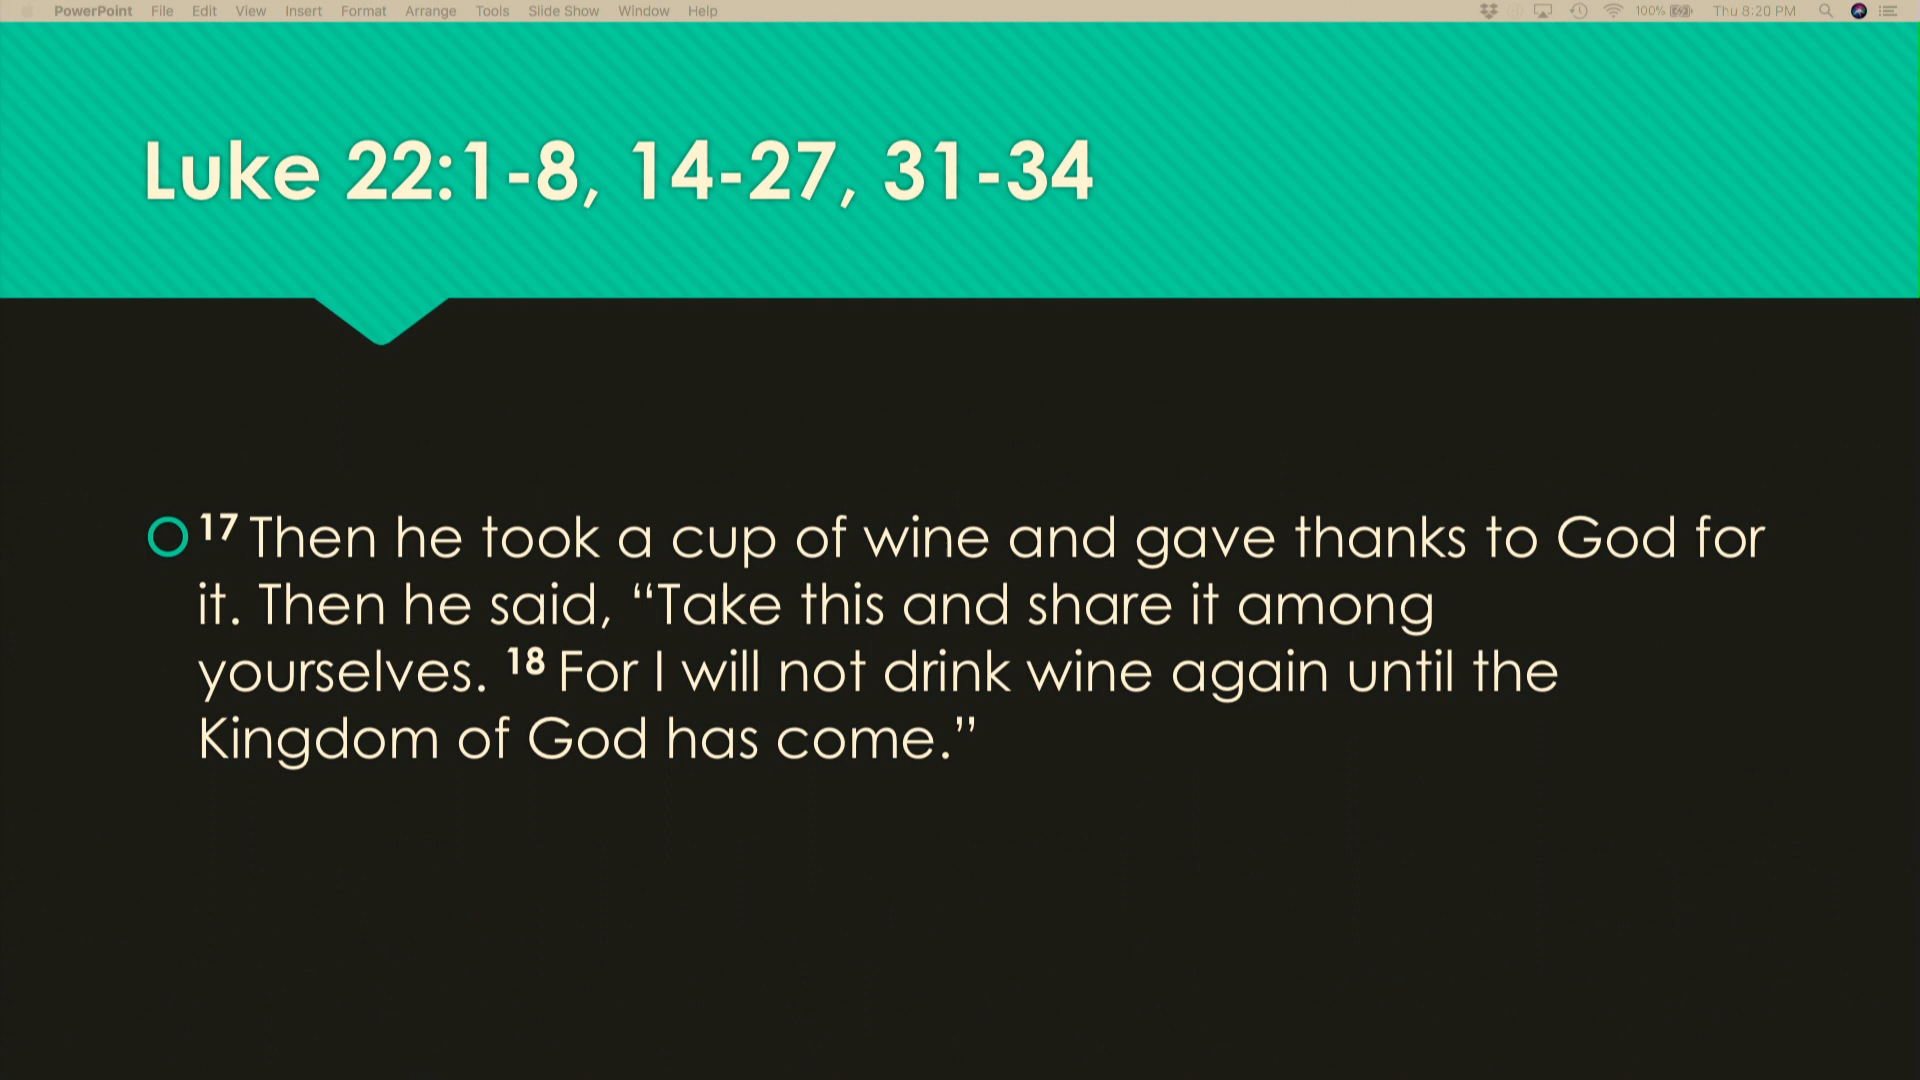 PowerPoint File Edit View Insert Format Arrange Tools Slide Show Window Help 100% Thu 8:20 PM
Luke 22:1-8, 14-27, 31-34
17 Then he took a cup of wine and gave thanks to God for
it. Then he said, “Take this and share it among
yourselves. 18 For I will not drink wine again until the
Kingdom of God has come.”